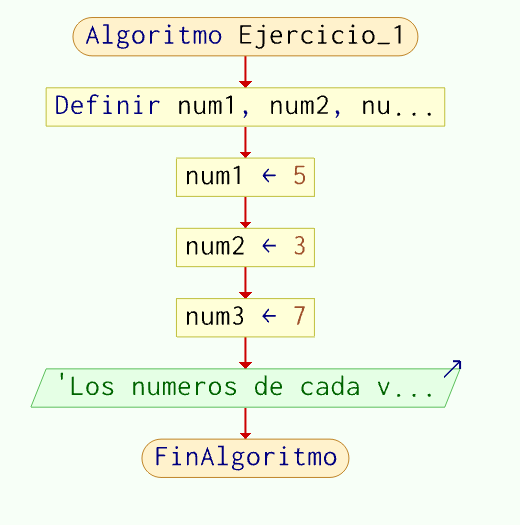 Algoritmo Ejercicio_1
Definir num1, num2, nu...
num1 ← 5
num2 ← 3
num3 ← 7
'Los numeros de cada v...
FinAlgoritmo